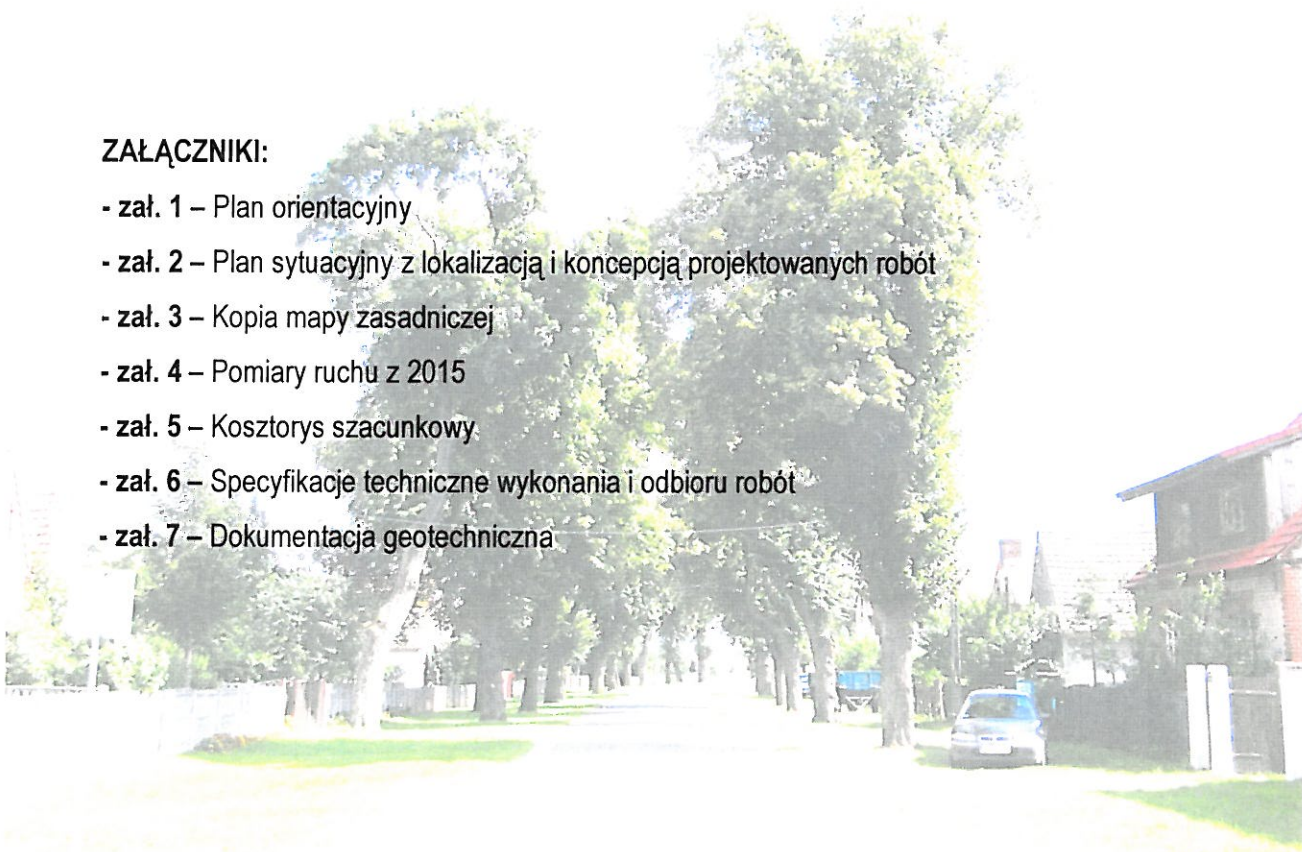 ZAŁĄCZNIKI:
- zał. 1 – Plan orientacyjny
- zał. 2 – Plan sytuacyjny z lokalizacją i koncepcją projektowanych robót
- zał. 3 – Kopia mapy zasadniczej
- zał. 4 – Pomiary ruchu z 2015
- zał. 5 – Kosztorys szacunkowy
- zał. 6 – Specyfikacje techniczne wykonania i odbioru robót
- zał. 7 – Dokumentacja geotechniczna